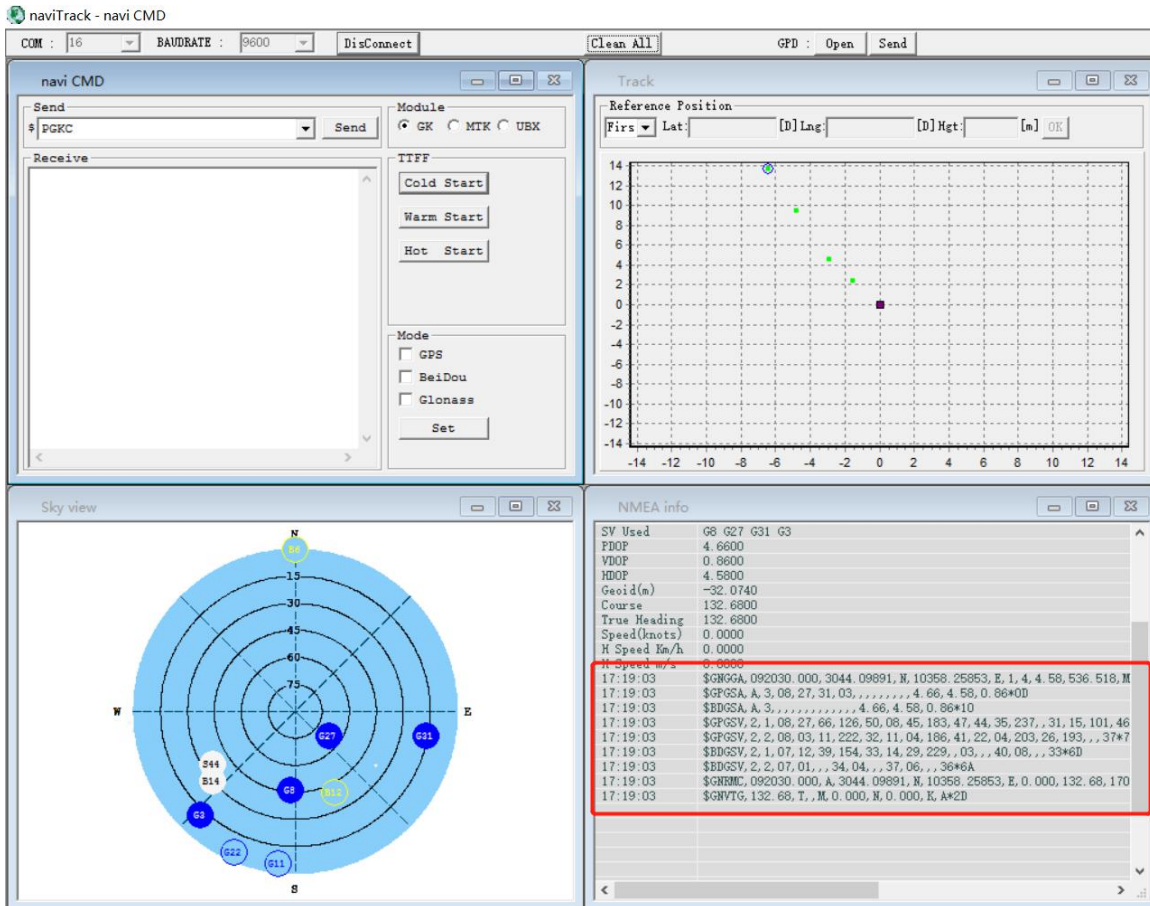 naviTrack - navi CMD
COM : 16 BAUDRATE : 9600 DisConnect Clean All GPD : Open Send
navi CMD
Send
$ PGKC Send
Module
GK MTK UBX
Receive
TTFF
Cold Start
Warm Start
Hot Start
Mode
GPS
BeiDou
Glonass
Set
Track
Reference Position
Firs Lat: [D] Lng: [D] Hgt: [m] OK
14
12
10
8
6
4
2
0
-2
-4
-6
-8
-10
-12
-14
-14 -12 -10 -8 -6 -4 -2 0 2 4 6 8 10 12 14
Sky view
N
15
30
45
60
75
W
E
G27
G31
S44
B14
G8
B12
G3
G22
G11
S
NMEA info
SV Used G8 G27 G31 G3
PDOP 4.6600
VDOP 0.8600
HDOP 4.5800
Geoid(m) -32.0740
Course 132.6800
True Heading 132.6800
Speed(knots) 0.0000
H Speed Km/h 0.0000
H Speed m/s 0.0000
17:19:03 $GNGGA,092030.000,3044.09891,N,10358.25853,E,1,4,4.58,536.518,M
17:19:03 $GPGSA,A,3,08,27,31,03,,,,,,,,,4.66,4.58,0.86*0D
17:19:03 $BDGSA,A,3,,,,,,,,,,,,,4.66,4.58,0.86*10
17:19:03 $GPGSV,2,1,08,27,66,126,50,08,45,183,47,44,35,237,,31,15,101,46
17:19:03 $GPGSV,2,2,08,03,11,222,32,11,04,186,41,22,04,203,26,193,,,37*7
17:19:03 $BDGSV,2,1,07,12,39,154,33,14,29,229,,03,,,40,08,,,33*6D
17:19:03 $BDGSV,2,2,07,01,,,34,04,,,37,06,,,36*6A
17:19:03 $GNRMC,092030.000,A,3044.09891,N,10358.25853,E,0.000,132.68,170
17:19:03 $GNVTG,132.68,T,,M,0.000,N,0.000,K,A*2D